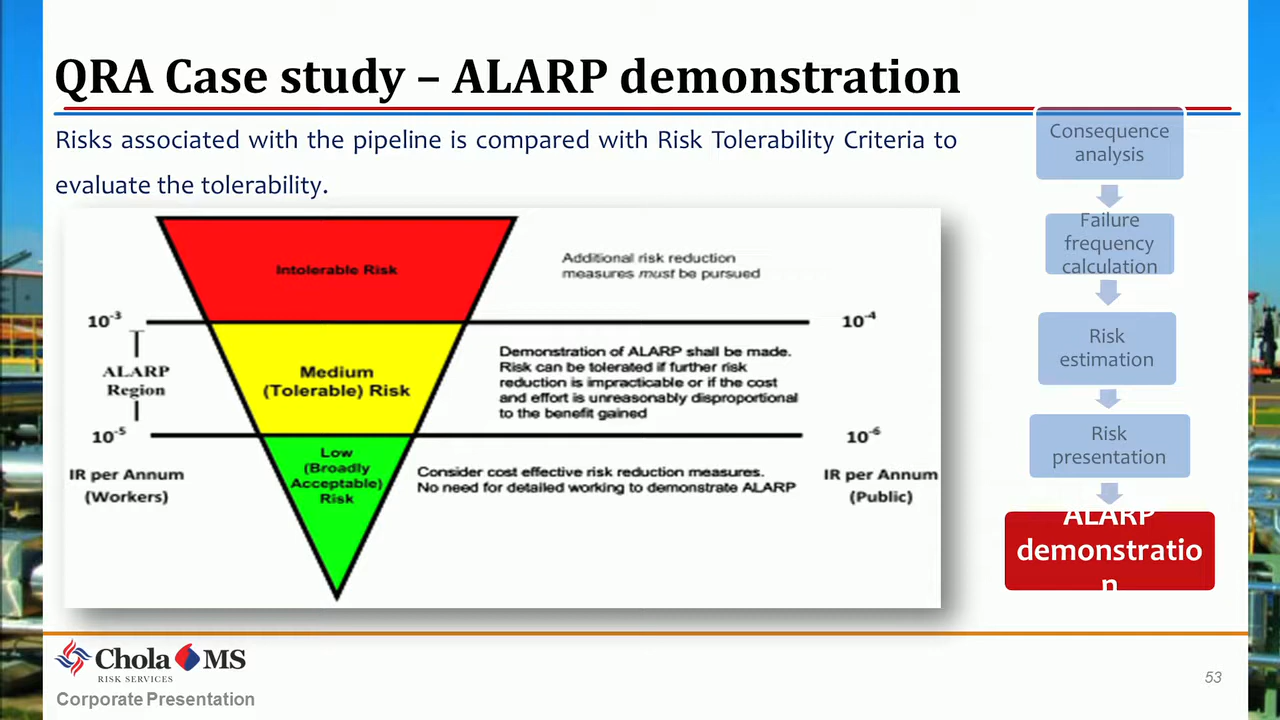 QRA Case study – ALARP demonstration
Risks associated with the pipeline is compared with Risk Tolerability Criteria to
evaluate the tolerability.
Intolerable Risk
Additional risk reduction
measures must be pursued
10⁻³
10⁻⁴
ALARP
Region
Medium
(Tolerable) Risk
Demonstration of ALARP shall be made.
Risk can be tolerated if further risk
reduction is impracticable or if the cost
and effort is unreasonably disproportional
to the benefit gained
10⁻⁵
10⁻⁶
IR per Annum
(Workers)
Low
(Broadly
Acceptable)
Risk
Consider cost effective risk reduction measures.
No need for detailed working to demonstrate ALARP
IR per Annum
(Public)
Consequence
analysis
Failure
frequency
calculation
Risk
estimation
Risk
presentation
ALARP
demonstratio
n
Chola MS
RISK SERVICES
Corporate Presentation
53